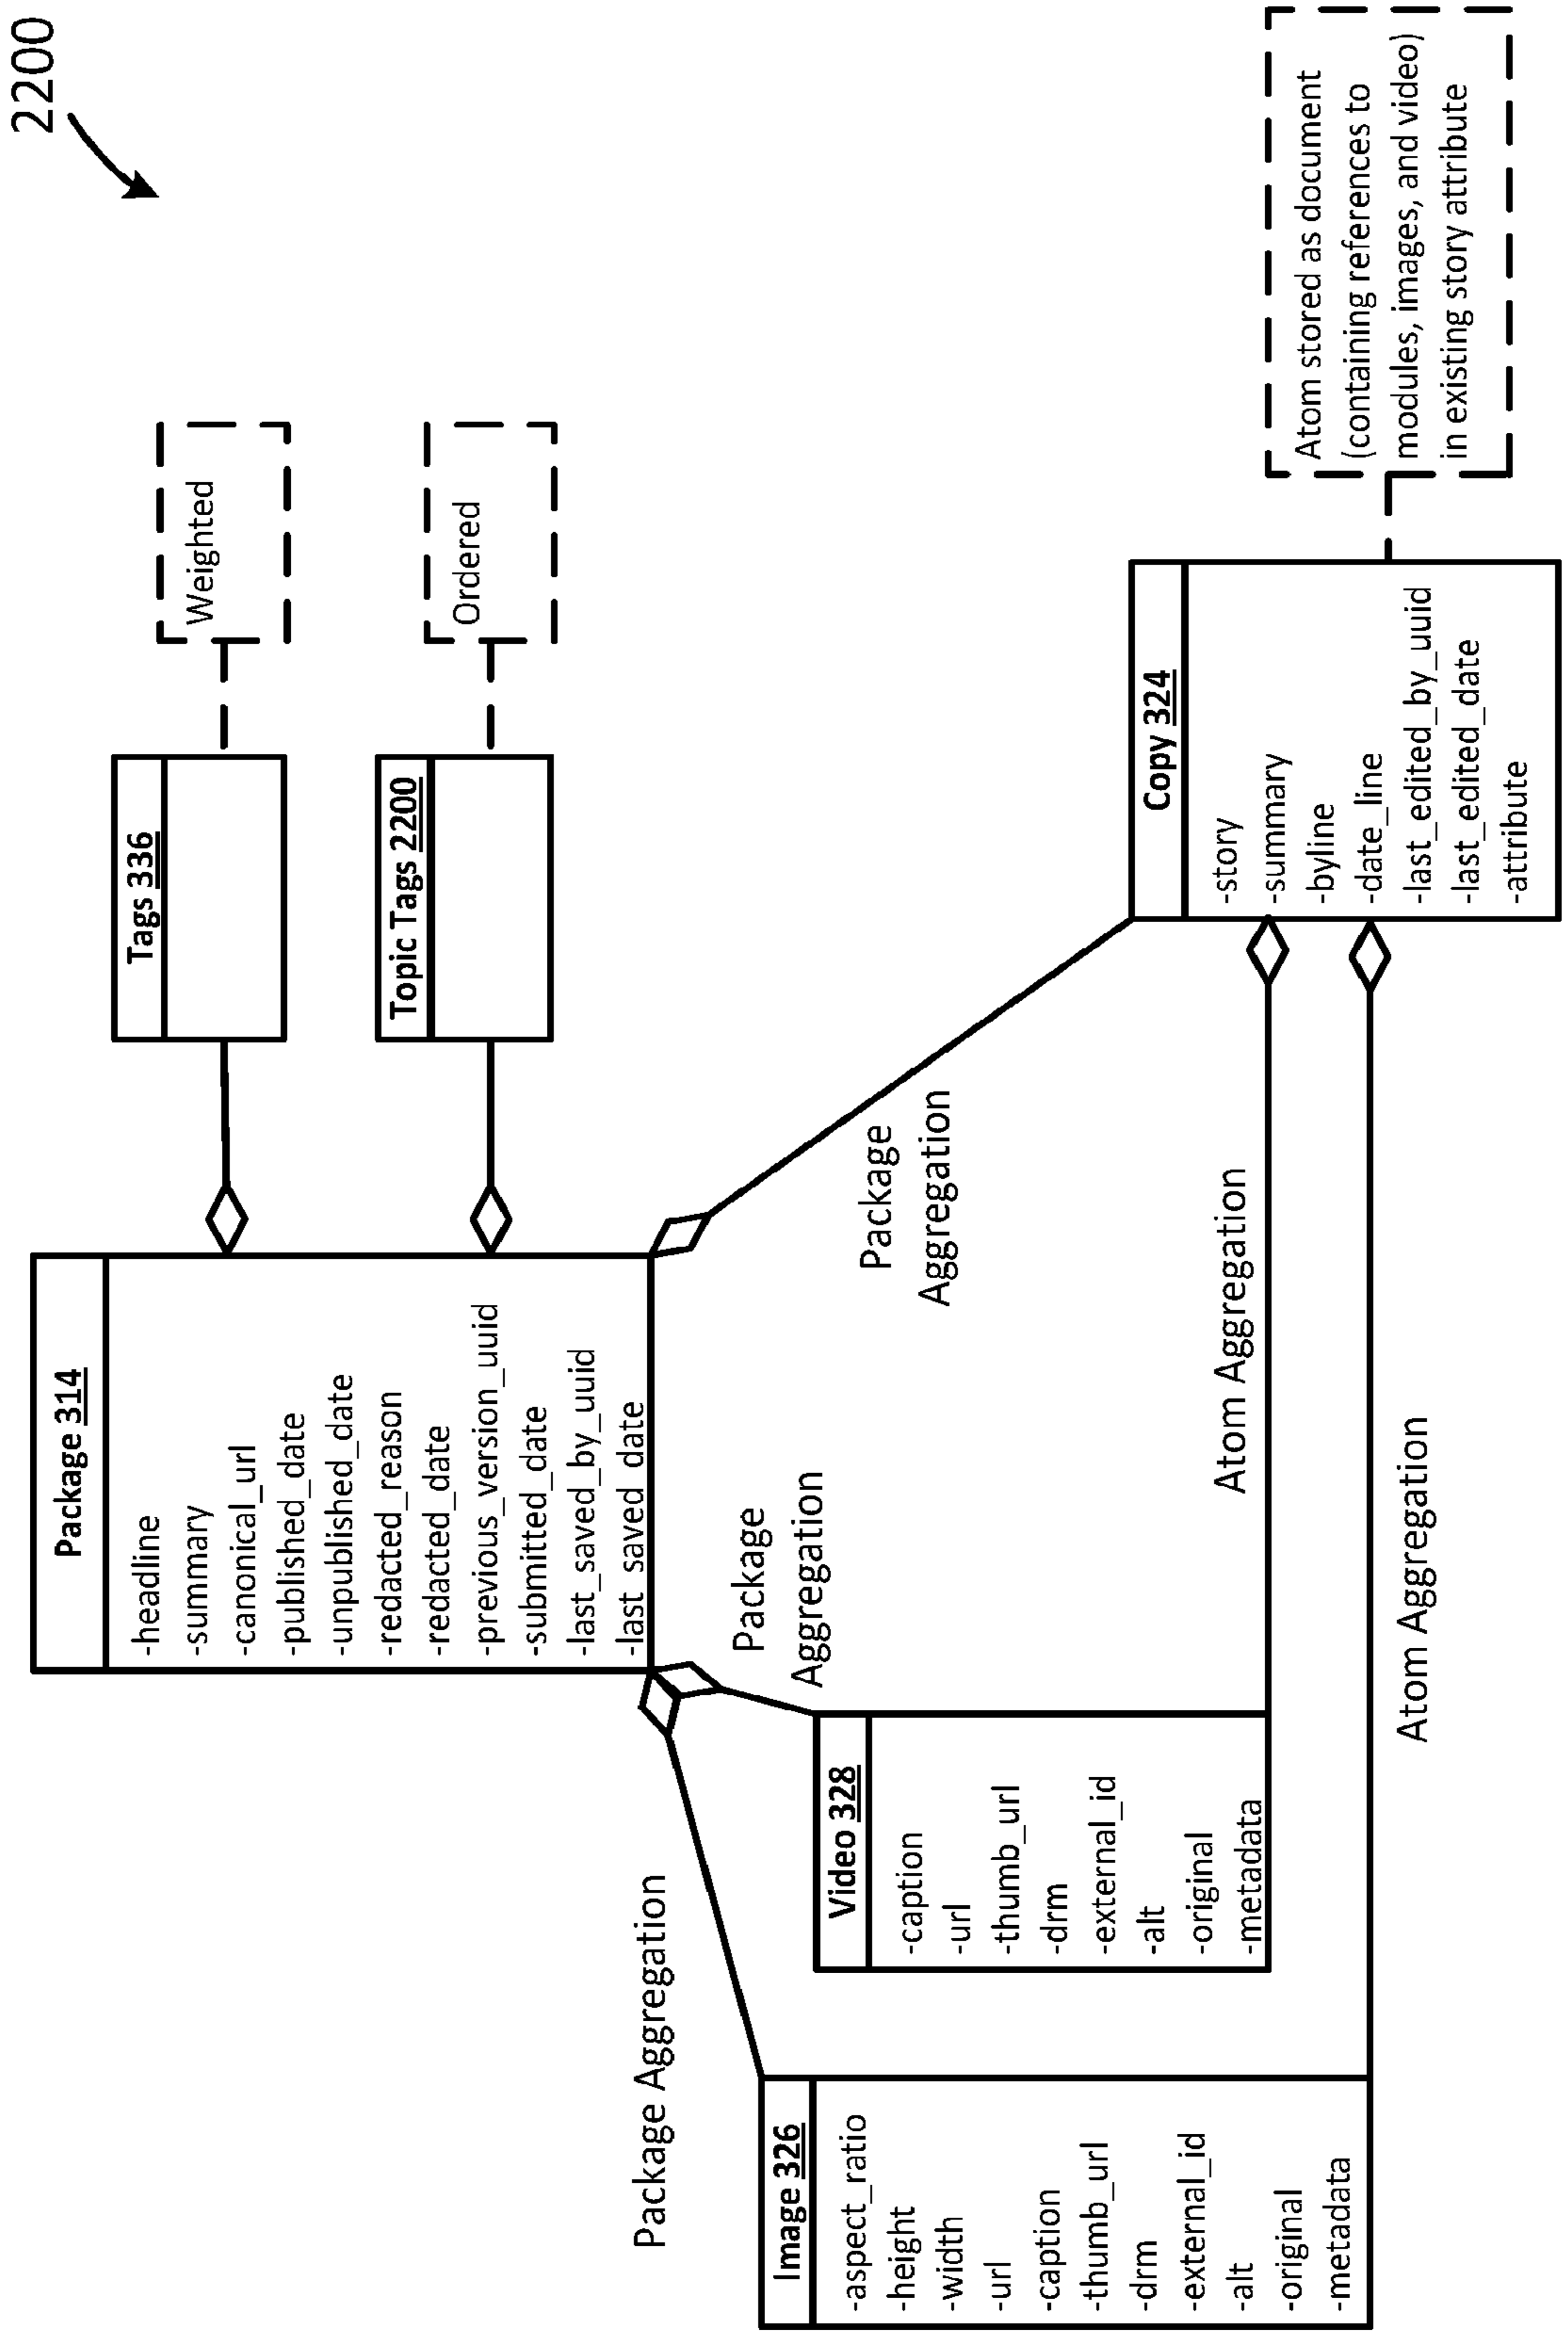 2200
Package 314
-headline
-summary
-canonical_url
-published_date
-unpublished_date
-redacted_reason
-redacted_date
-previous_version_uuid
-submitted_date
-last_saved_by_uuid
-last saved date
Tags 336
Weighted
Topic Tags 2200
Ordered
Package Aggregation
Package
Aggregation
Package
Aggregation
Image 326
-aspect_ratio
-height
-width
-url
-caption
-thumb_url
-drm
-external_id
-alt
-original
-metadata
Video 328
-caption
-url
-thumb_url
-drm
-external_id
-alt
-original
-metadata
Atom Aggregation
Atom Aggregation
Copy 324
-story
-summary
-byline
-date_line
-last_edited_by_uuid
-last_edited_date
-attribute
Atom stored as document
(containing references to
modules, images, and video)
in existing story attribute